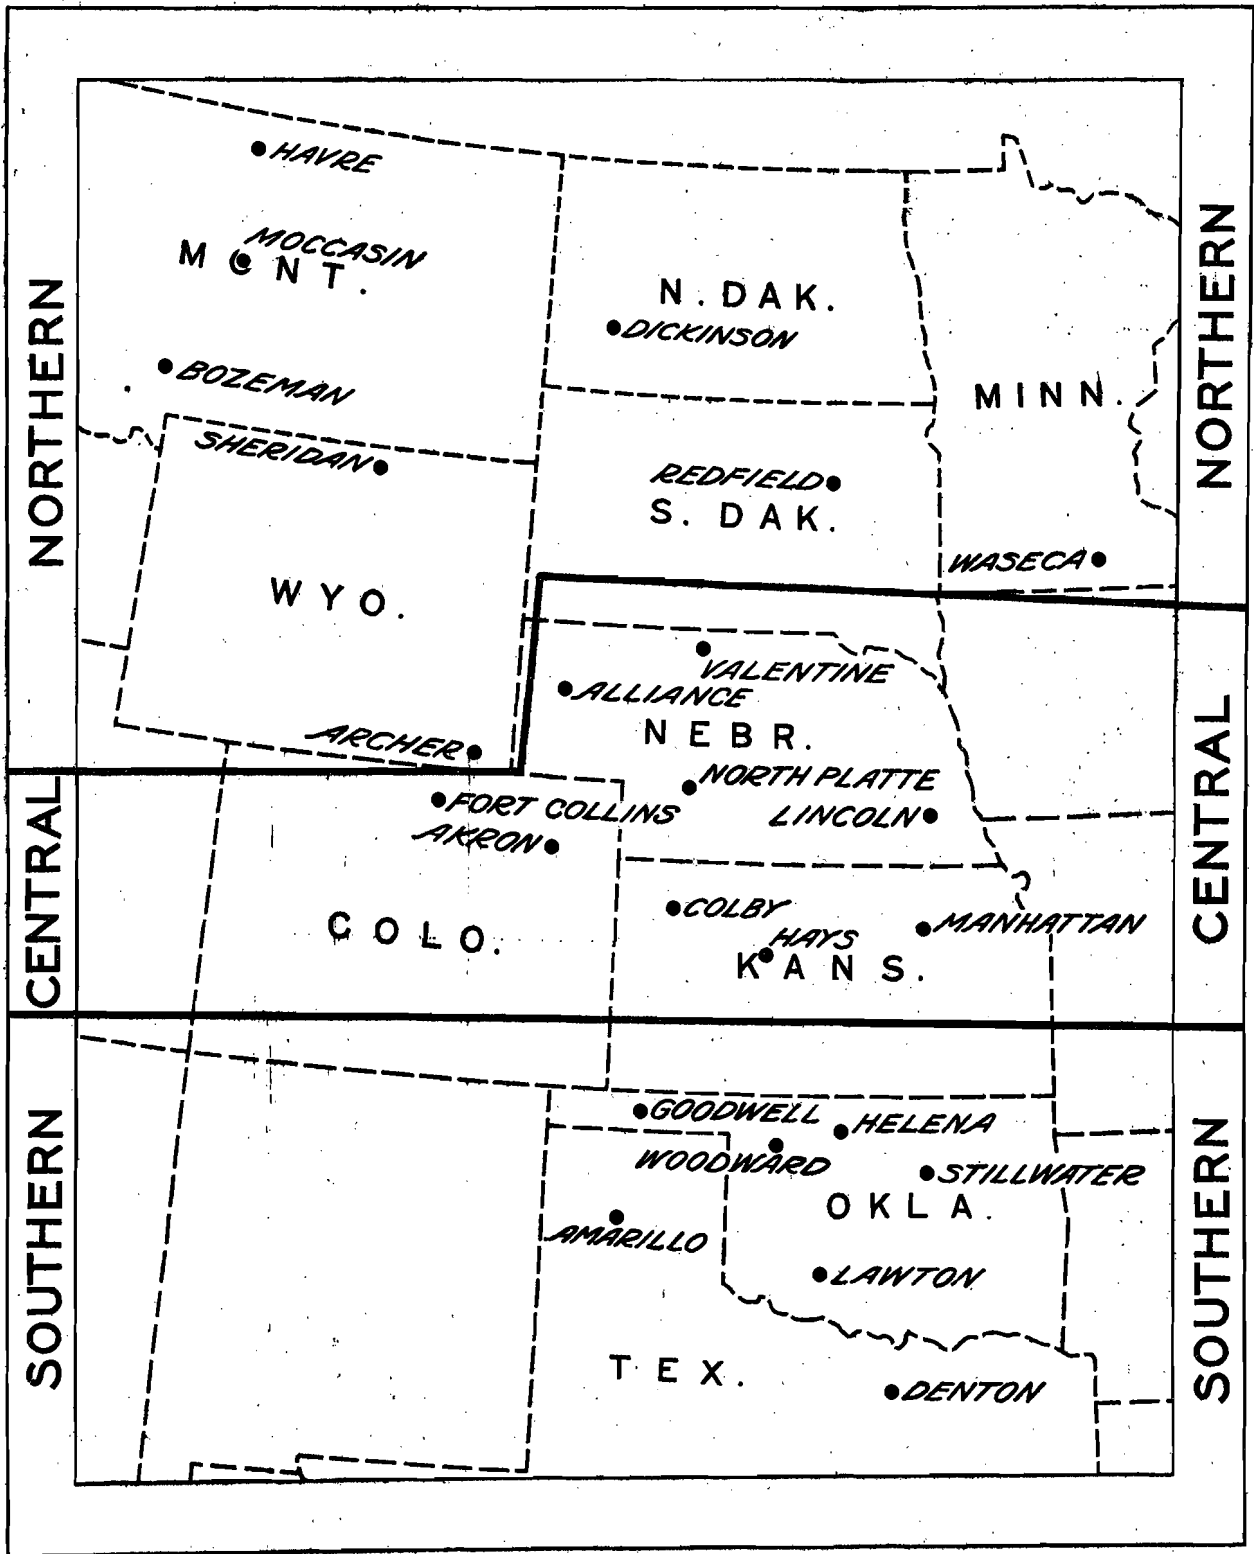 HAVRE
MOCCASIN
MONT.
N. DAK.
DICKINSON
BOZEMAN
MINN.
NORTHERN
NORTHERN
SHERIDAN
REDFIELD
S. DAK.
WASECA
WYO.
VALENTINE
ALLIANCE
NEBR.
ARCHER
NORTH PLATTE
FORT COLLINS
LINCOLN
AKRON
CENTRAL
CENTRAL
COLBY
MANHATTAN
COLO.
HAYS
KANS.
GOODWELL
HELENA
WOODWARD
STILLWATER
OKLA.
AMARILLO
LAWTON
SOUTHERN
SOUTHERN
TEX.
DENTON